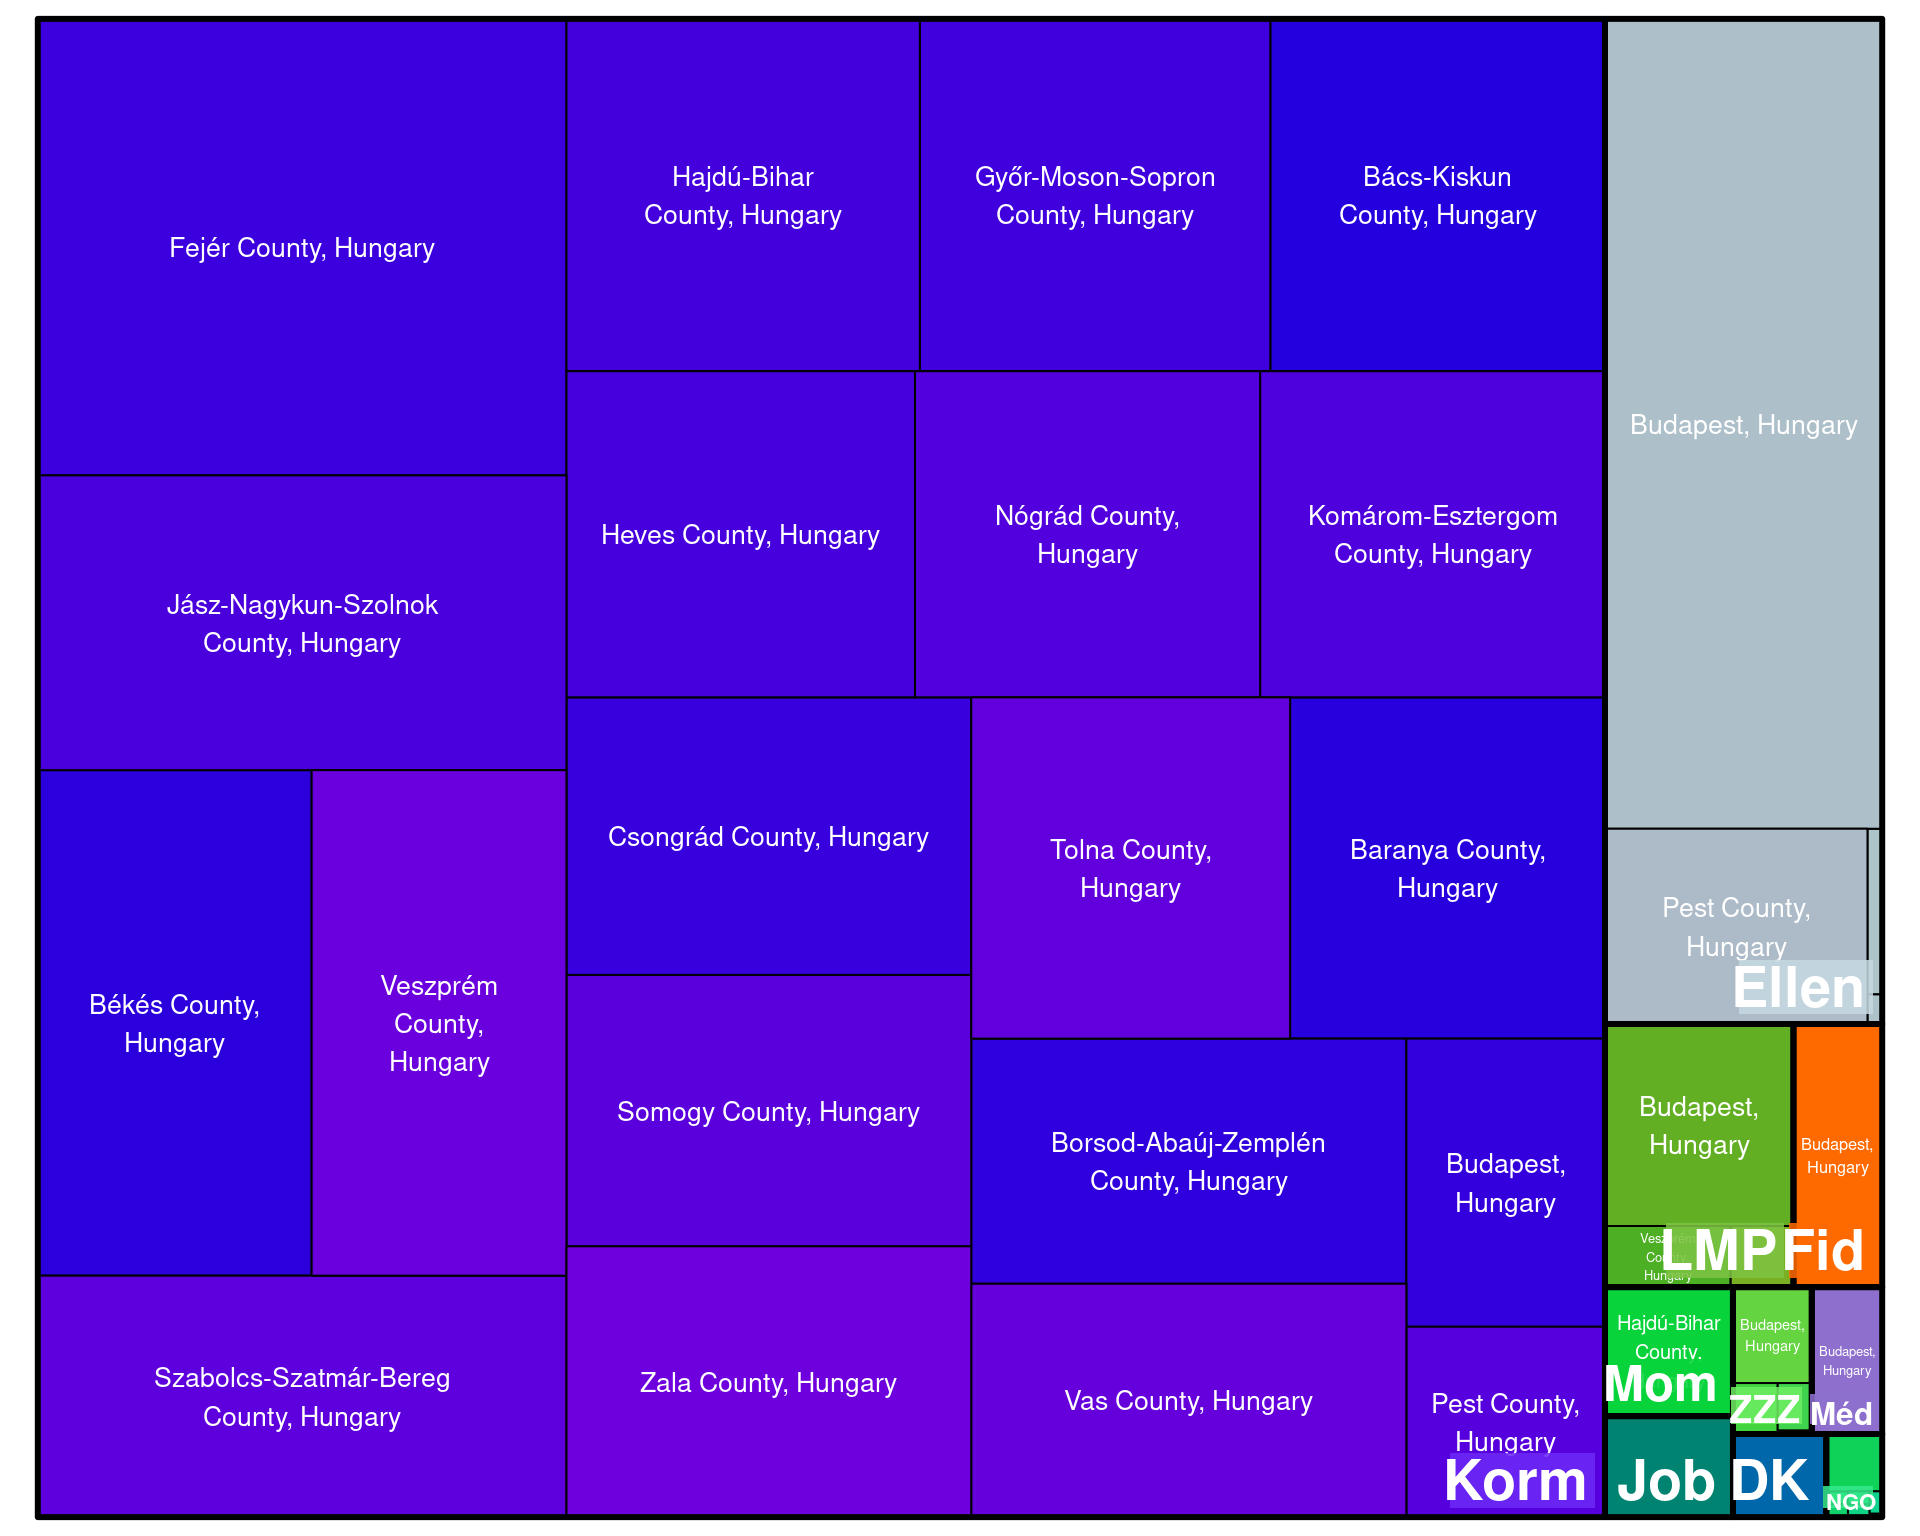 Fejér County, Hungary
Hajdú-Bihar
County, Hungary
Győr-Moson-Sopron
County, Hungary
Bács-Kiskun
County, Hungary
Budapest, Hungary
Jász-Nagykun-Szolnok
County, Hungary
Heves County, Hungary
Nógrád County,
Hungary
Komárom-Esztergom
County, Hungary
Békés County,
Hungary
Veszprém
County,
Hungary
Csongrád County, Hungary
Tolna County,
Hungary
Baranya County,
Hungary
Pest County,
Hungary
Ellen
Somogy County, Hungary
Borsod-Abaúj-Zemplén
County, Hungary
Budapest,
Hungary
Budapest,
Hungary
Budapest,
Hungary
Veszprém
County,
Hungary
LMP
Fid
Szabolcs-Szatmár-Bereg
County, Hungary
Zala County, Hungary
Vas County, Hungary
Pest County,
Hungary
Korm
Hajdú-Bihar
County,
Mom
Budapest,
Hungary
ZZZ
Budapest,
Hungary
Méd
Job
DK
NGO